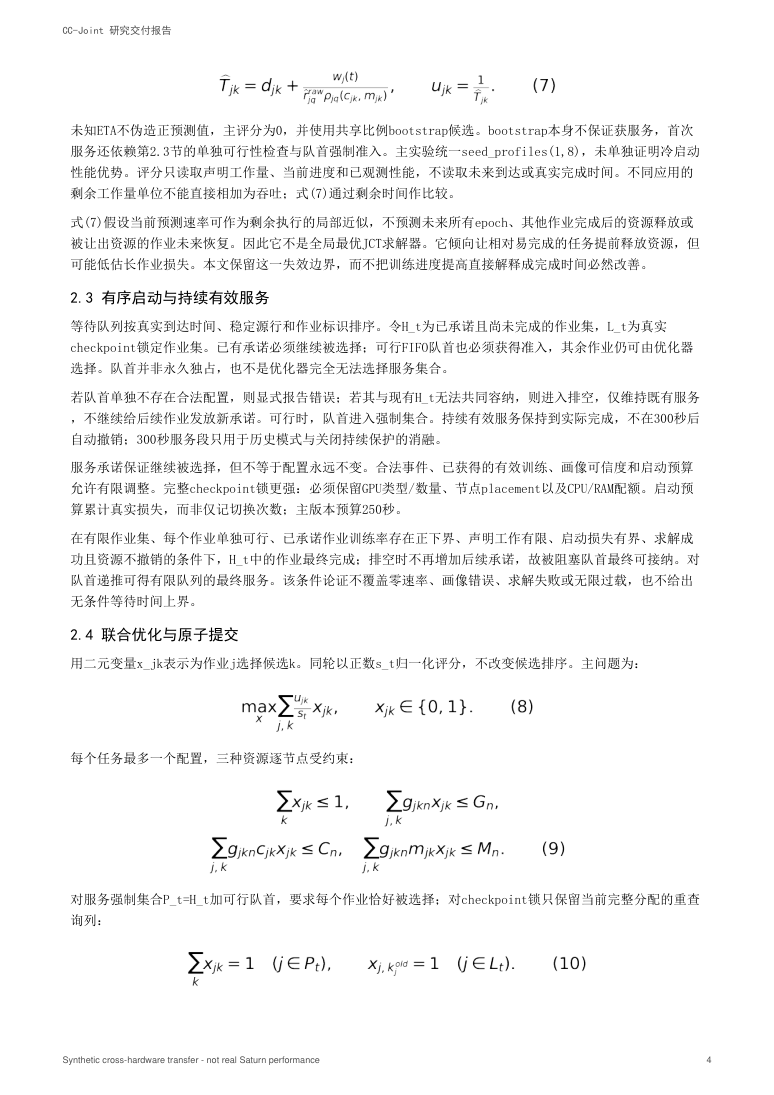 CC-Joint 研究交付报告
T̂_jk = d_jk + w_j(t) / (r̂_jq^raw ρ_jq(c_jk, m_jk)), u_jk = 1 / T̂_jk. (7)
未知ETA不伪造正预测值，主评分为0，并使用共享比例bootstrap候选。bootstrap本身不保证获服务，首次
服务还依赖第2.3节的单独可行性检查与队首强制准入。主实验统一seed_profiles(1,8)，未单独证明冷启动
性能优势。评分只读取声明工作量、当前进度和已观测性能，不读取未来到达或真实完成时间。不同应用的
剩余工作量单位不能直接相加为吞吐；式(7)通过剩余时间作比较。
式(7)假设当前预测速率可作为剩余执行的局部近似，不预测未来所有epoch、其他作业完成后的资源释放或
被让出资源的作业未来恢复。因此它不是全局最优JCT求解器。它倾向让相对易完成的任务提前释放资源，但
可能低估长作业损失。本文保留这一失效边界，而不把训练进度提高直接解释成完成时间必然改善。
2.3 有序启动与持续有效服务
等待队列按真实到达时间、稳定源行和作业标识排序。令H_t为已承诺且尚未完成的作业集，L_t为真实
checkpoint锁定作业集。已有承诺必须继续被选择；可行FIFO队首也必须获得准入，其余作业仍可由优化器
选择。队首并非永久独占，也不是优化器完全无法选择服务集合。
若队首单独不存在合法配置，则显式报告错误；若其与现有H_t无法共同容纳，则进入排空，仅维持既有服务
，不继续给后续作业发放新承诺。可行时，队首进入强制集合。持续有效服务保持到实际完成，不在300秒后
自动撤销；300秒服务段只用于历史模式与关闭持续保护的消融。
服务承诺保证继续被选择，但不等于配置永远不变。合法事件、已获得的有效训练、画像可信度和启动预算
允许有限调整。完整checkpoint锁更强：必须保留GPU类型/数量、节点placement以及CPU/RAM配额。启动预
算累计真实损失，而非仅记切换次数；主版本预算250秒。
在有限作业集、每个作业单独可行、已承诺作业训练率存在正下界、声明工作有限、启动损失有界、求解成
功且资源不撤销的条件下，H_t中的作业最终完成；排空时不再增加后续承诺，故被阻塞队首最终可接纳。对
队首递推可得有限队列的最终服务。该条件论证不覆盖零速率、画像错误、求解失败或无限过载，也不给出
无条件等待时间上界。
2.4 联合优化与原子提交
用二元变量x_jk表示为作业j选择候选k。同轮以正数s_t归一化评分，不改变候选排序。主问题为：
max_x ∑_{j, k} (u_jk / s_t) x_jk, x_jk ∈ {0, 1}. (8)
每个任务最多一个配置，三种资源逐节点受约束：
∑_k x_jk ≤ 1, ∑_{j, k} g_jkn x_jk ≤ G_n,
∑_{j, k} g_jkn c_jk x_jk ≤ C_n, ∑_{j, k} g_jkn m_jk x_jk ≤ M_n. (9)
对服务强制集合P_t=H_t加可行队首，要求每个作业恰好被选择；对checkpoint锁只保留当前完整分配的重查
询列：
∑_k x_jk = 1 (j ∈ P_t), x_{j, k_j^old} = 1 (j ∈ L_t). (10)
Synthetic cross-hardware transfer - not real Saturn performance 4